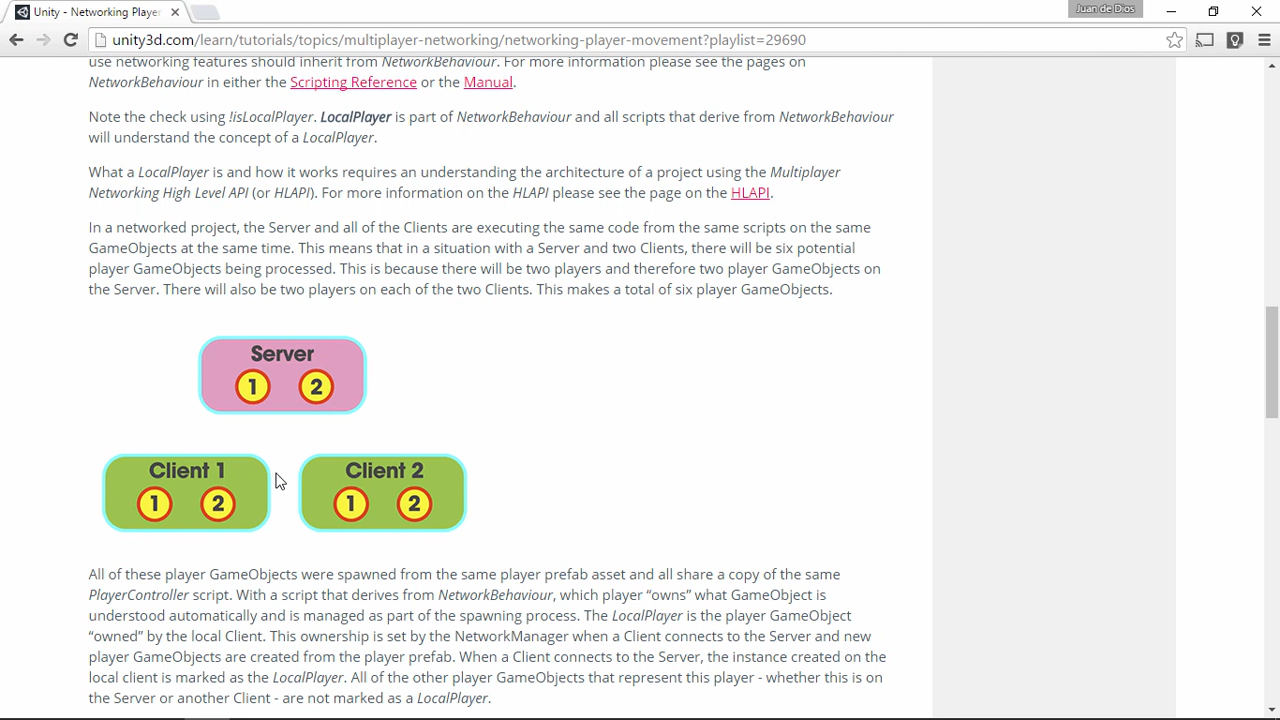 Unity - Networking Player
Juan de Dios
unity3d.com/learn/tutorials/topics/multiplayer-networking/networking-player-movement?playlist=29690
use networking features should inherit from NetworkBehaviour. For more information please see the pages on
NetworkBehaviour in either the Scripting Reference or the Manual.
Note the check using !isLocalPlayer. LocalPlayer is part of NetworkBehaviour and all scripts that derive from NetworkBehaviour
will understand the concept of a LocalPlayer.
What a LocalPlayer is and how it works requires an understanding the architecture of a project using the Multiplayer
Networking High Level API (or HLAPI). For more information on the HLAPI please see the page on the HLAPI.
In a networked project, the Server and all of the Clients are executing the same code from the same scripts on the same
GameObjects at the same time. This means that in a situation with a Server and two Clients, there will be six potential
player GameObjects being processed. This is because there will be two players and therefore two player GameObjects on
the Server. There will also be two players on each of the two Clients. This makes a total of six player GameObjects.
Server
1 2
Client 1
1 2
Client 2
1 2
All of these player GameObjects were spawned from the same player prefab asset and all share a copy of the same
PlayerController script. With a script that derives from NetworkBehaviour, which player “owns” what GameObject is
understood automatically and is managed as part of the spawning process. The LocalPlayer is the player GameObject
“owned” by the local Client. This ownership is set by the NetworkManager when a Client connects to the Server and new
player GameObjects are created from the player prefab. When a Client connects to the Server, the instance created on the
local client is marked as the LocalPlayer. All of the other player GameObjects that represent this player - whether this is on
the Server or another Client - are not marked as a LocalPlayer.